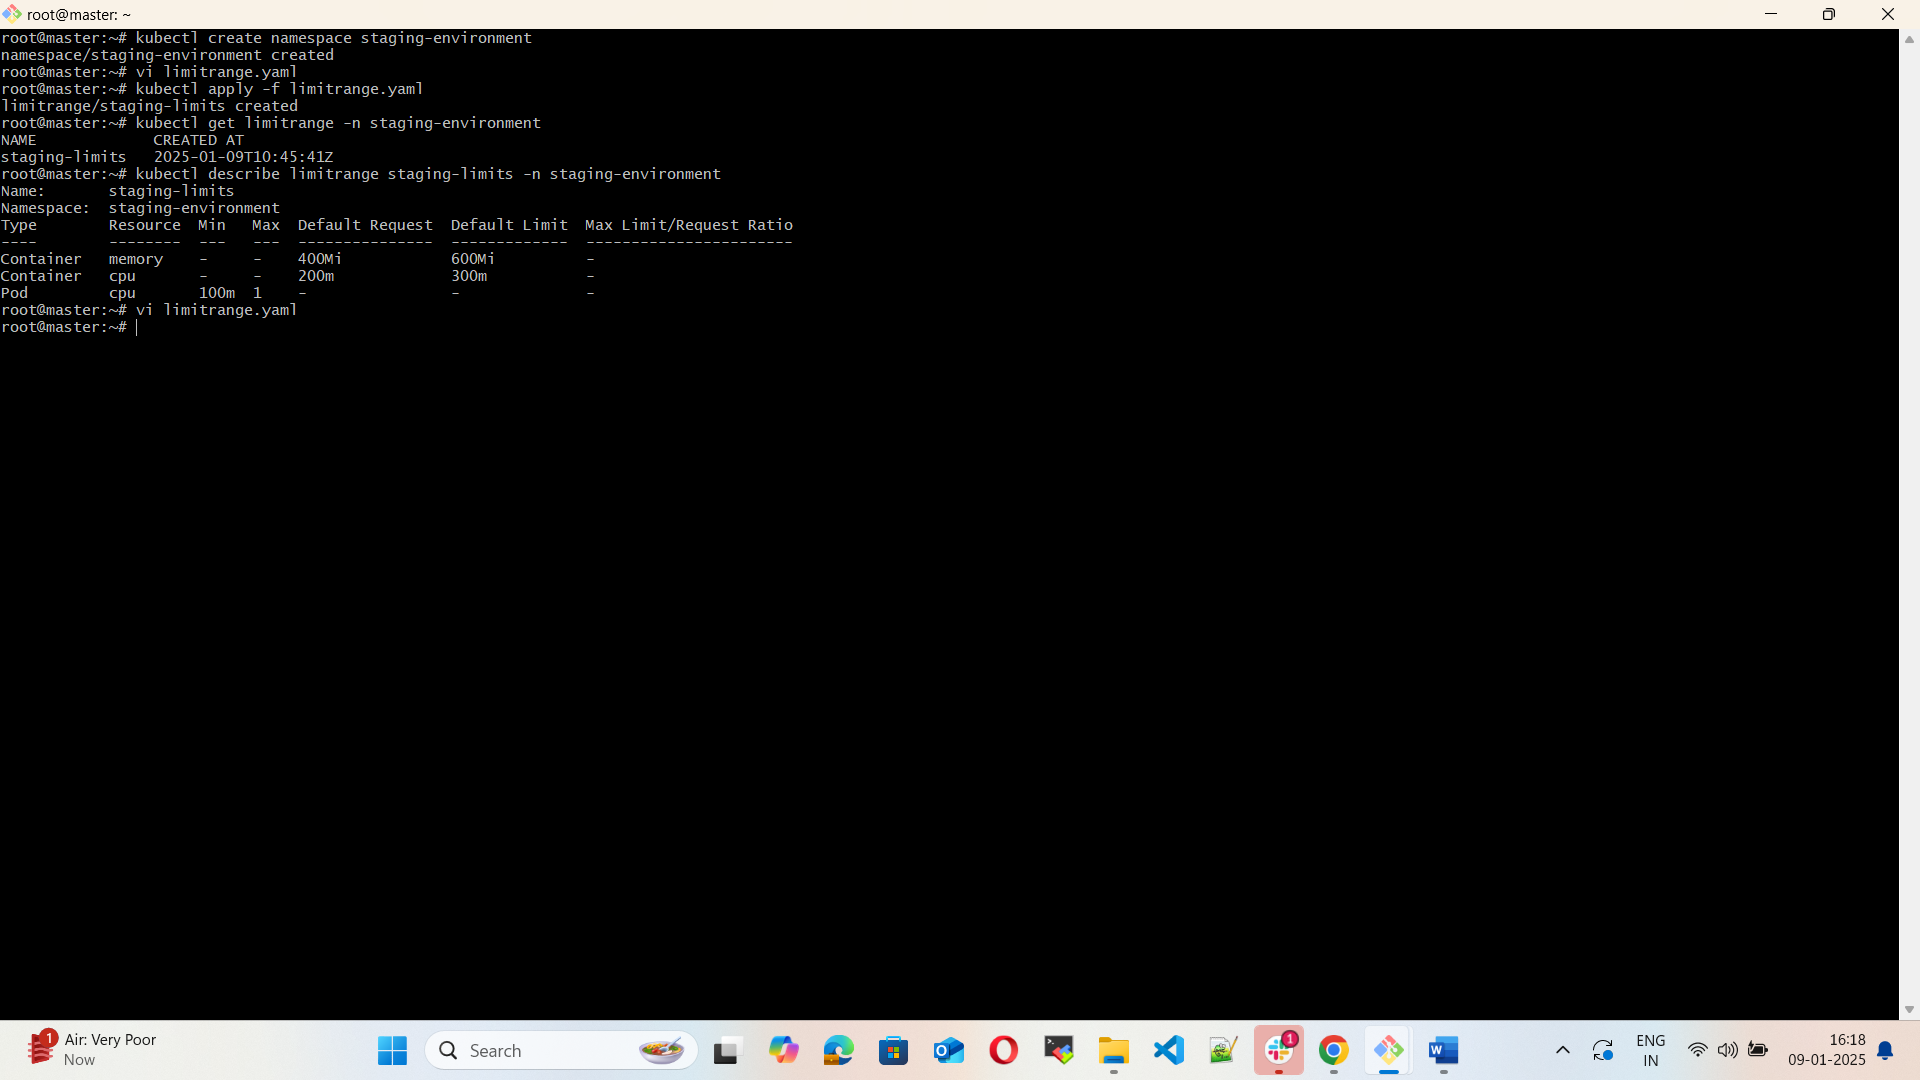 root@master: ~
root@master:~# kubectl create namespace staging-environment
namespace/staging-environment created
root@master:~# vi limitrange.yaml
root@master:~# kubectl apply -f limitrange.yaml
limitrange/staging-limits created
root@master:~# kubectl get limitrange -n staging-environment
NAME             CREATED AT
staging-limits   2025-01-09T10:45:41Z
root@master:~# kubectl describe limitrange staging-limits -n staging-environment
Name:       staging-limits
Namespace:  staging-environment
Type        Resource  Min   Max  Default Request  Default Limit  Max Limit/Request Ratio
----        --------  ---   ---  ---------------  -------------  -----------------------
Container   memory    -     -    400Mi            600Mi          -
Container   cpu       -     -    200m             300m           -
Pod         cpu       100m  1    -                -              -
root@master:~# vi limitrange.yaml
root@master:~#
1
Air: Very Poor
Now
Search
1
ENG
IN
16:18
09-01-2025